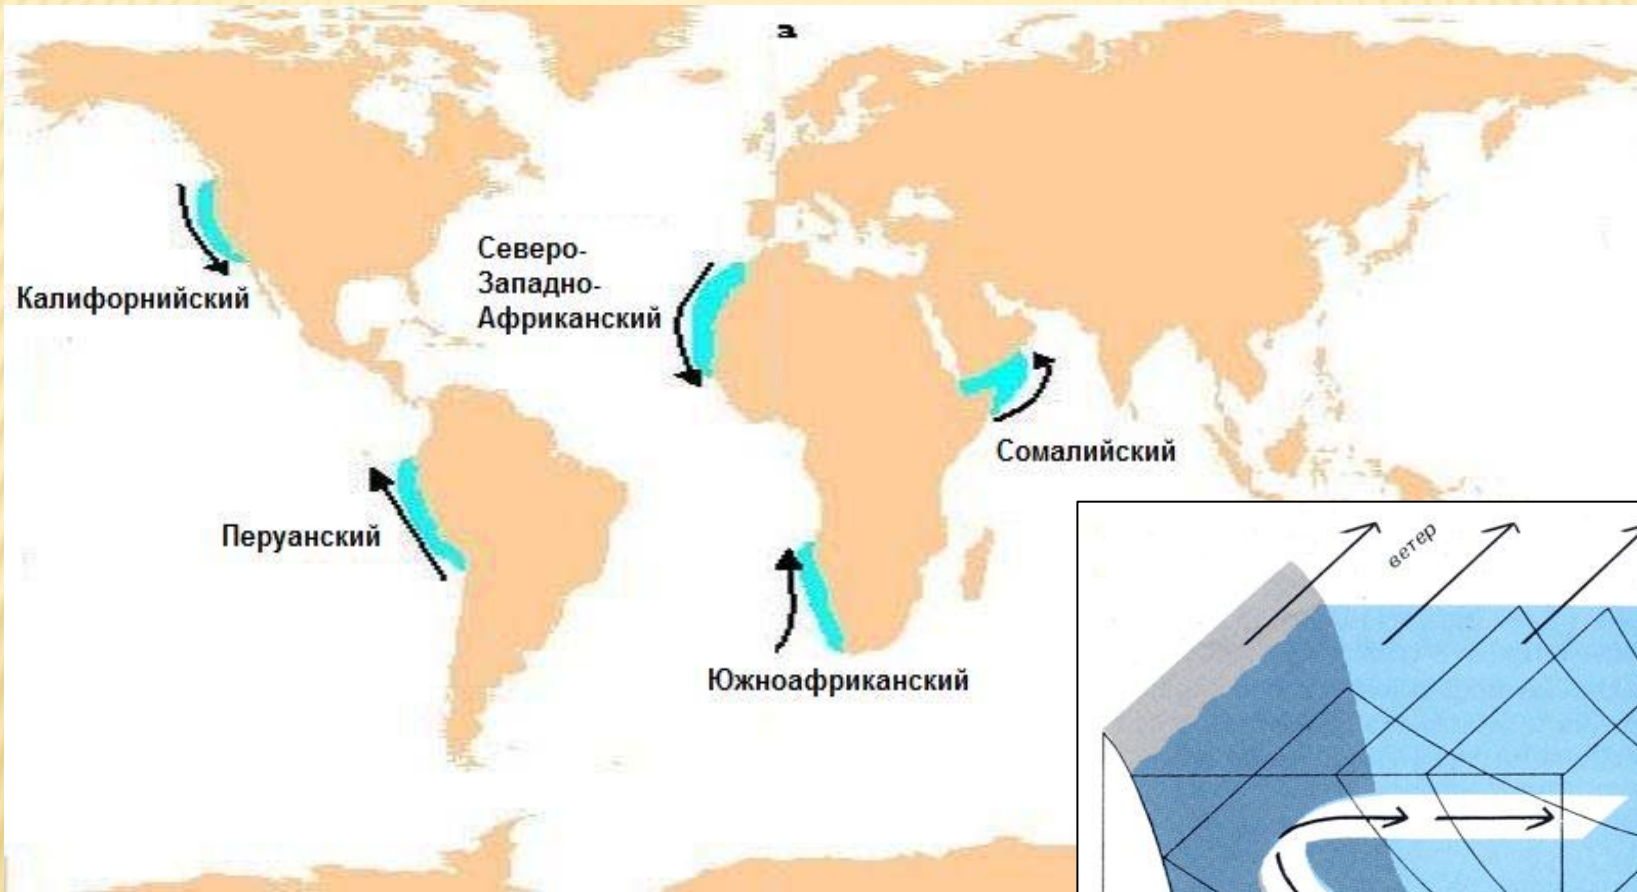 а
Калифорнийский
Северо-
Западно-
Африканский
Сомалийский
Перуанский
Южноафриканский
ветер